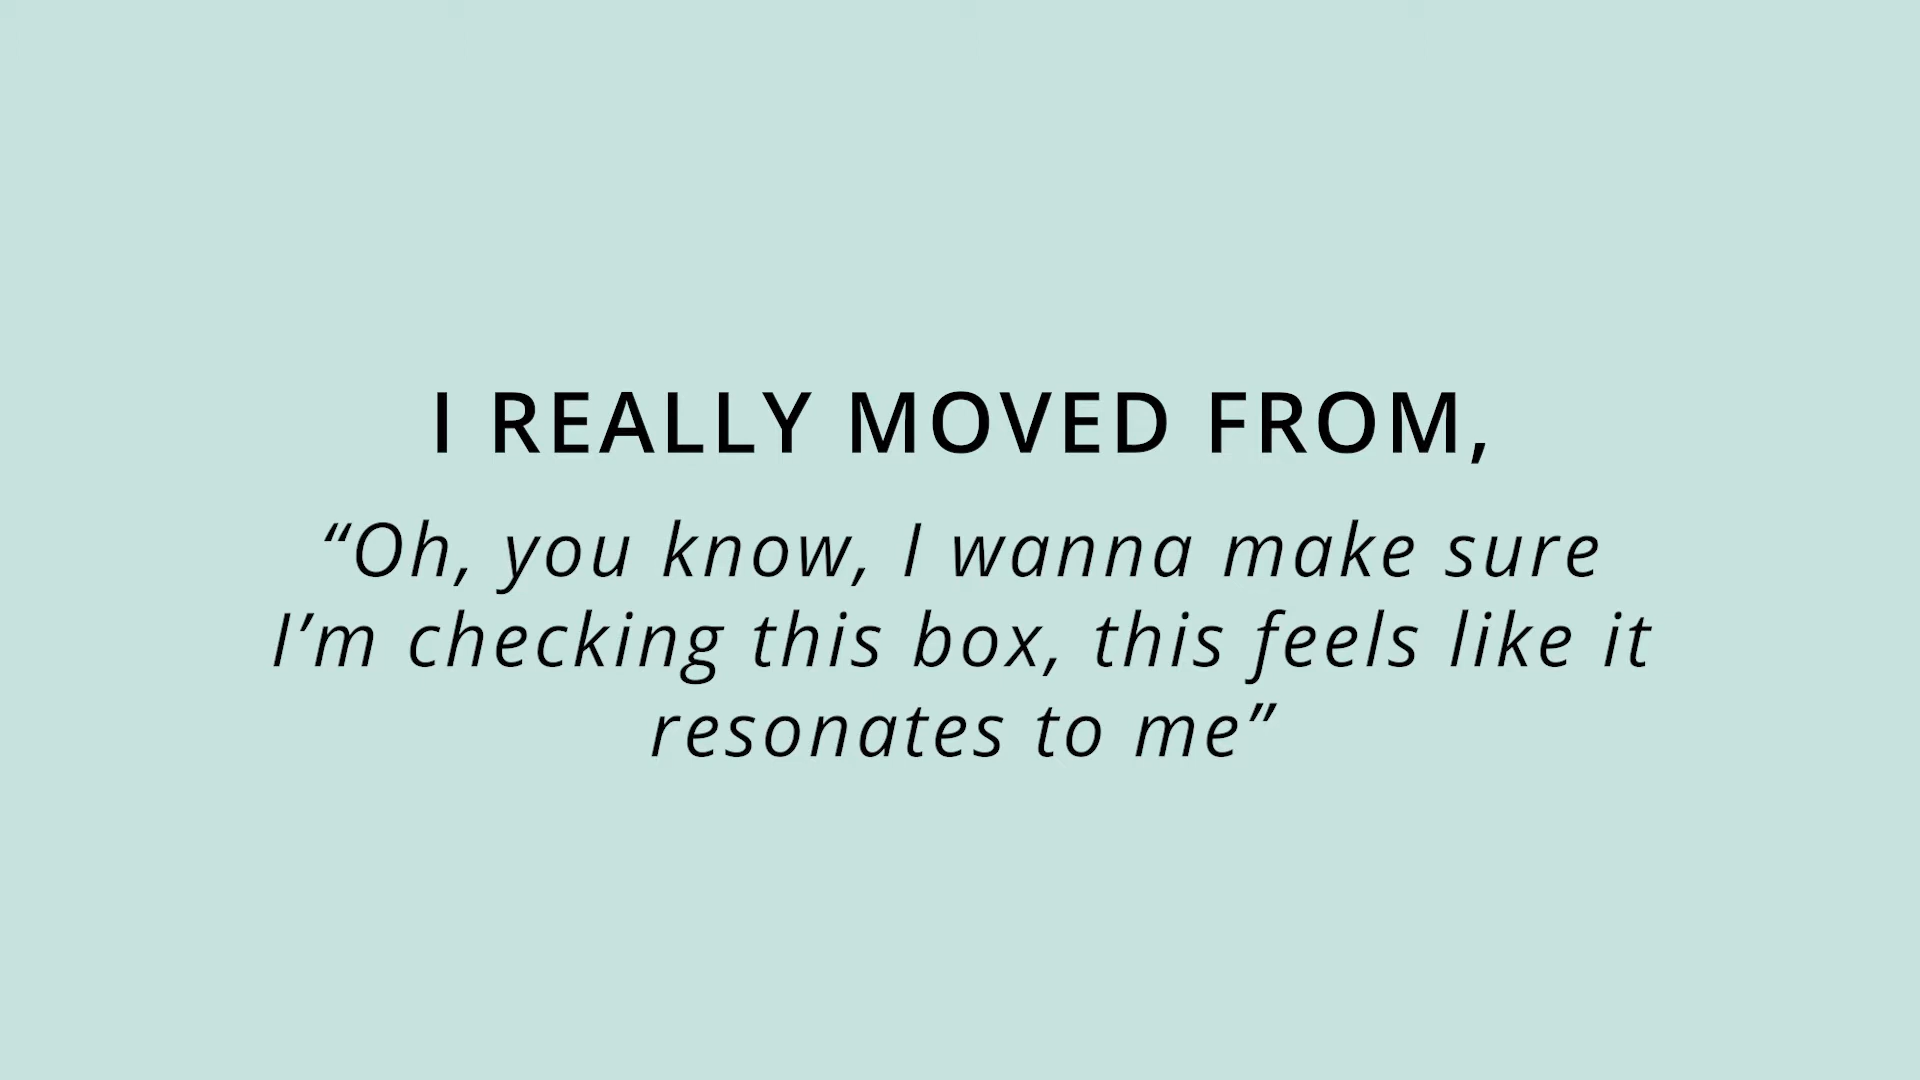 I REALLY MOVED FROM,
“Oh, you know, I wanna make sure
I’m checking this box, this feels like it
resonates to me”